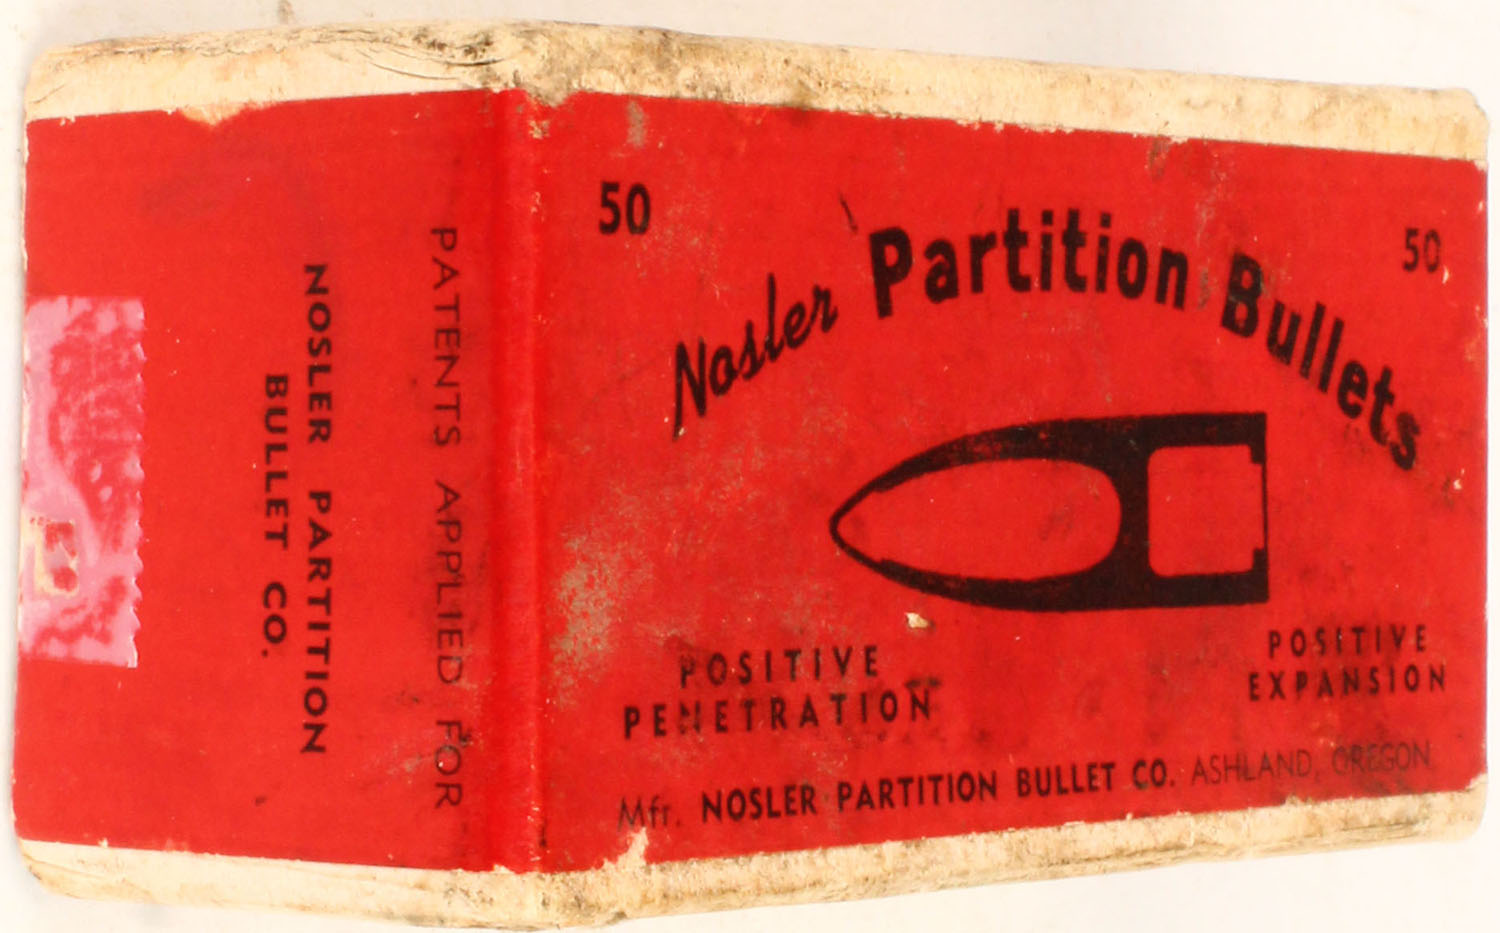 50
50
Nosler Partition Bullets
POSITIVE
PENETRATION
POSITIVE
EXPANSION
Mfr. NOSLER PARTITION BULLET CO. ASHLAND, OREGON
PATENTS APPLIED FOR
NOSLER PARTITION
BULLET CO.